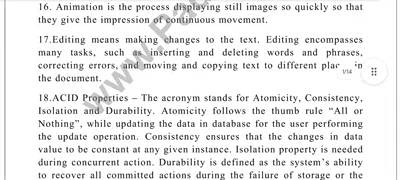 16. Animation is the process displaying still images so quickly so that
they give the impression of continuous movement.
17.Editing means making changes to the text. Editing encompasses
many tasks, such as inserting and deleting words and phrases,
correcting errors, and moving and copying text to different in
1/14
the document.
18.ACID Properties – The acronym stands for Atomicity, Consistency,
Isolation and Durability. Atomicity follows the thumb rule “All or
Nothing”, while updating the data in database for the user performing
the update operation. Consistency ensures that the changes in data
value to be constant at any given instance. Isolation property is needed
during concurrent action. Durability is defined as the system’s ability
to recover all committed actions during the failure of storage or the